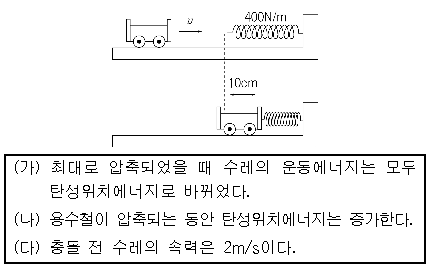 v
400N/m
10cm
(가) 최대로 압축되었을 때 수레의 운동에너지는 모두
탄성위치에너지로 바뀌었다.
(나) 용수철이 압축되는 동안 탄성위치에너지는 증가한다.
(다) 충돌 전 수레의 속력은 2m/s이다.